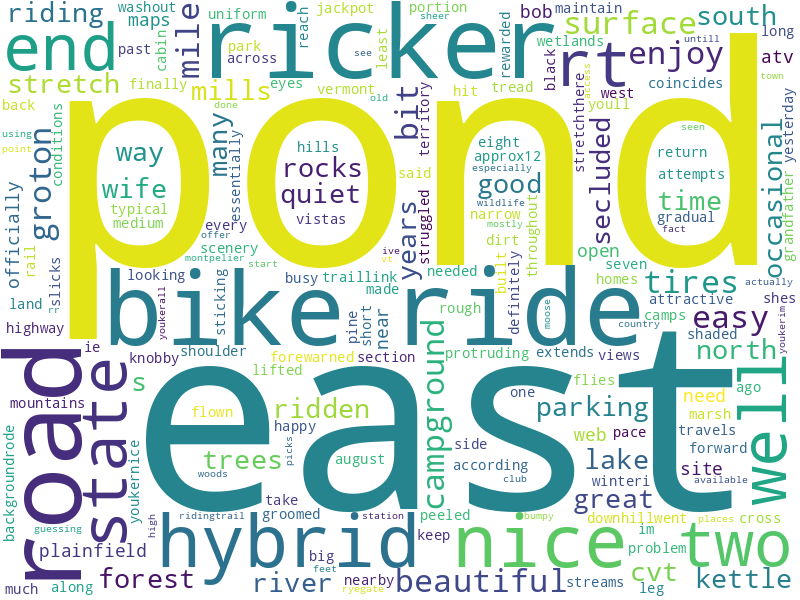 riding
washout
maps
mile
uniform
jackpot
portion
bob
maintain
sheer
reach
rewarded
surface
south
untill
long
end
ricker
rt
enjoy
atv
past
cabin
park
across
see
wetlands
black
access
town
stretch
finally
least
eyes
vermont
mills
hit
tread
youll
coincides
west
back
old
done
using
point
pond
bit
territory
many
way
wife
typical
medium
hills
rocks
quiet
vistas
eight
especially
approx12
good
wildlife
narrow
mostly
dirt
secluded
stretchthere
seen
return
attempts
time
gradual
fact
occasional
yesterday
grandfather
groton
conditions
officially
rail
essentially
every
scenery
offer
montpelier
start
said
struggled
years
ive
vt
throughout
built
open
seven
homes
tires
actually
land
slicks
rr
highway
looking
sticking
busy
traillink
made
needed
definitely
moose
bike
ride
country
camps
attractive
shes
easy
youkerall
youkerim
ie
knobby
shoulder
pine
short
near
rough
forewarned
section
protruding
extends
views
shaded
north
mountains
s
lifted
flies
ago
road
state
east
well
flown
ridden
happy
campground
one
parking
need
marsh
web
pace
travels
forward
youkernice
trees
picks
woods
august
side
according
club
lake
site
available
winteri
great
backgroundrode
guessing
high
take
groomed
ridingtrail
station
peeled
keep
bumpy
downhillwent
places
cross
hybrid
nice
two
im
problem
plainfield
forest
river
big
feet
nearby
ryegate
beautiful
streams
cvt
leg
kettle
much
along